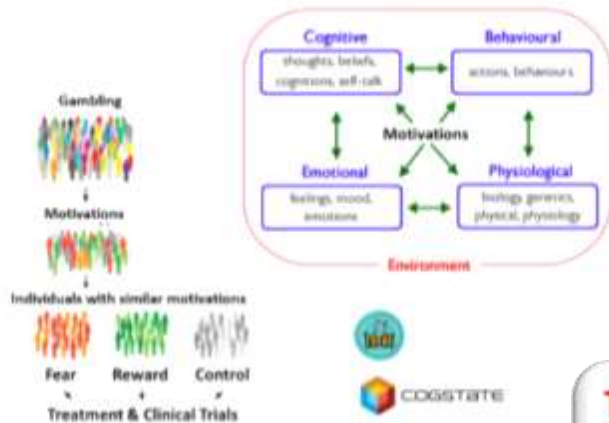 Gambling
Motivations
Individuals with similar motivations
Fear
Reward
Control
Treatment & Clinical Trials
Cognitive
thoughts, beliefs,
cognitions, self-talk
Behavioural
actions, behaviours
Motivations
Emotional
feelings, mood,
emotions
Physiological
biology, generics,
physical, physiology
Environment
COGSTATE